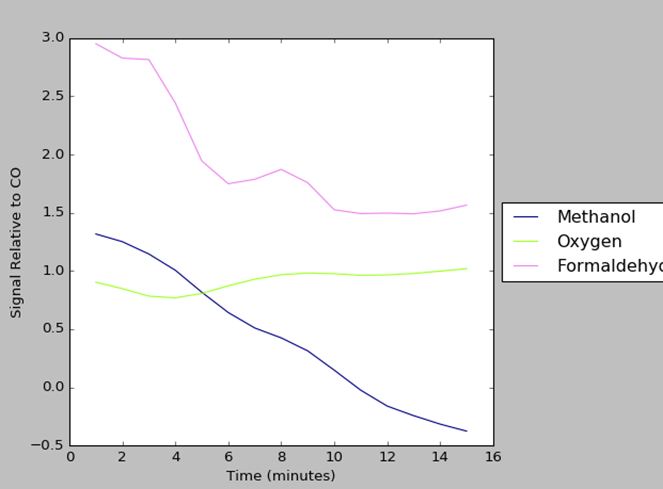 3.0
2.5
2.0
1.5
1.0
0.5
0.0
−0.5
Signal Relative to CO
0 2 4 6 8 10 12 14 16
Time (minutes)
Methanol
Oxygen
Formaldehyd